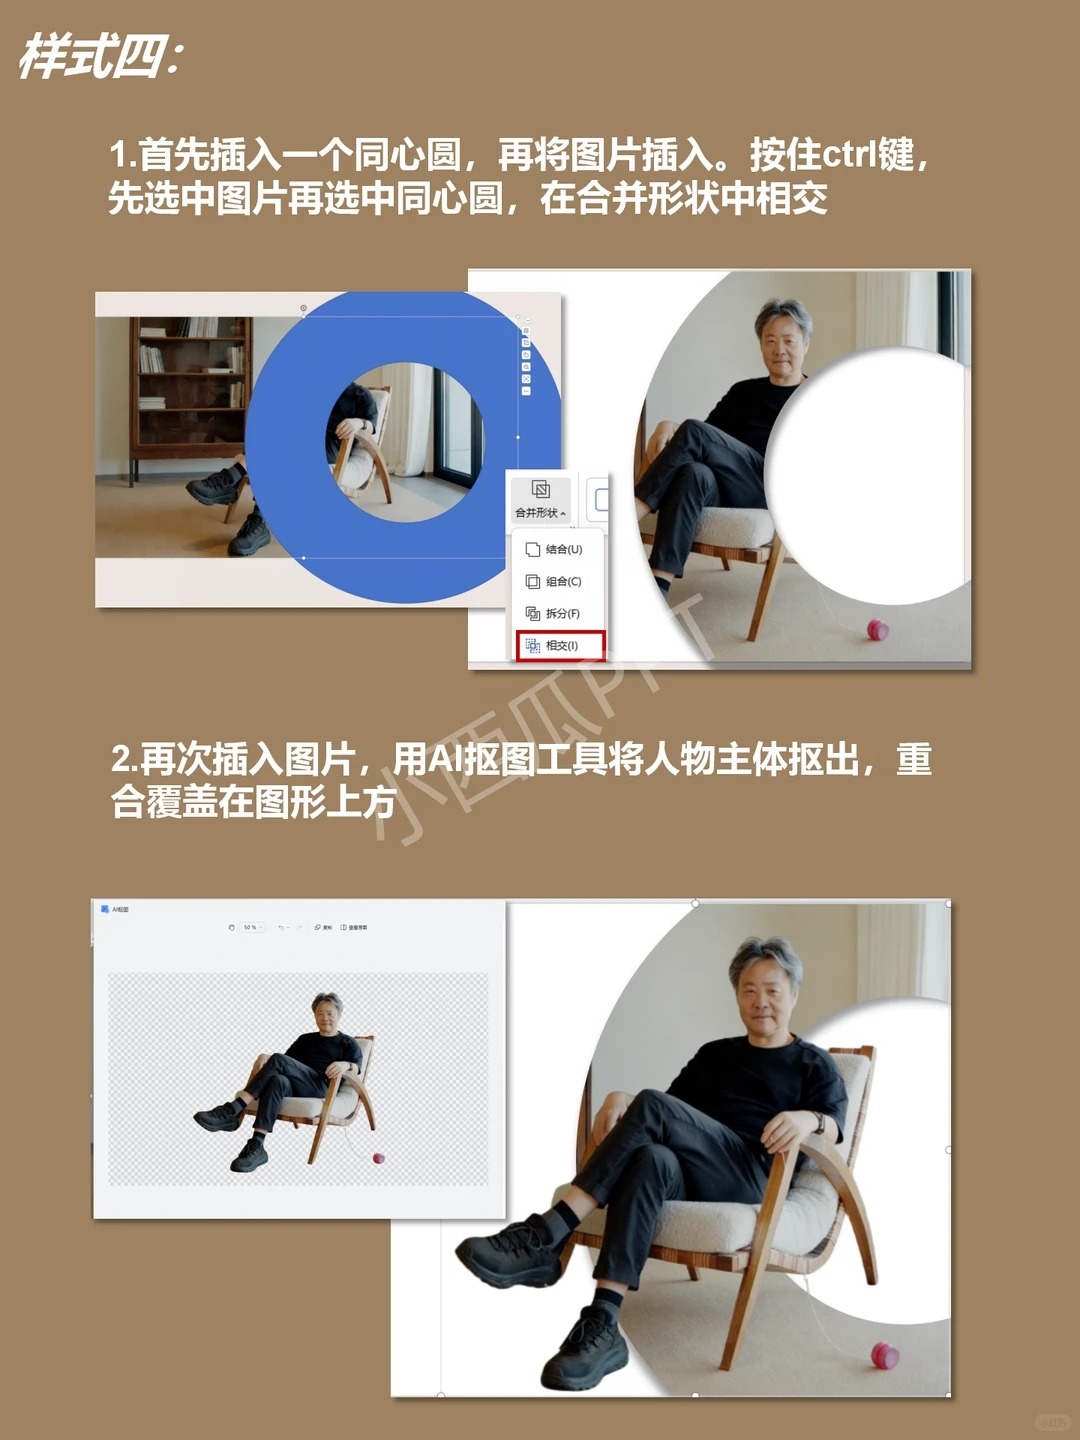 样式四：
1.首先插入一个同心圆，再将图片插入。按住ctrl键，
先选中图片再选中同心圆，在合并形状中相交
合并形状
结合(U)
组合(C)
拆分(F)
相交(I)
小西瓜PPT
2.再次插入图片，用AI抠图工具将人物主体抠出，重
合覆盖在图形上方
AI抠图
50 %
小红书